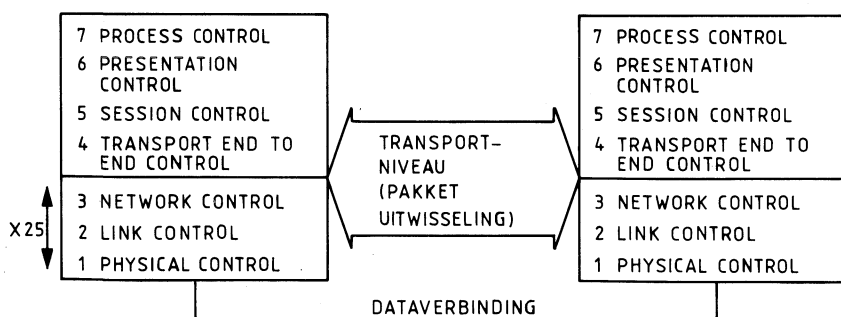 7 PROCESS CONTROL
6 PRESENTATION
CONTROL
5 SESSION CONTROL
4 TRANSPORT END TO
END CONTROL
3 NETWORK CONTROL
2 LINK CONTROL
1 PHYSICAL CONTROL
X25
TRANSPORT-
NIVEAU
(PAKKET
UITWISSELING)
DATAVERBINDING
7 PROCESS CONTROL
6 PRESENTATION
CONTROL
5 SESSION CONTROL
4 TRANSPORT END TO
END CONTROL
3 NETWORK CONTROL
2 LINK CONTROL
1 PHYSICAL CONTROL